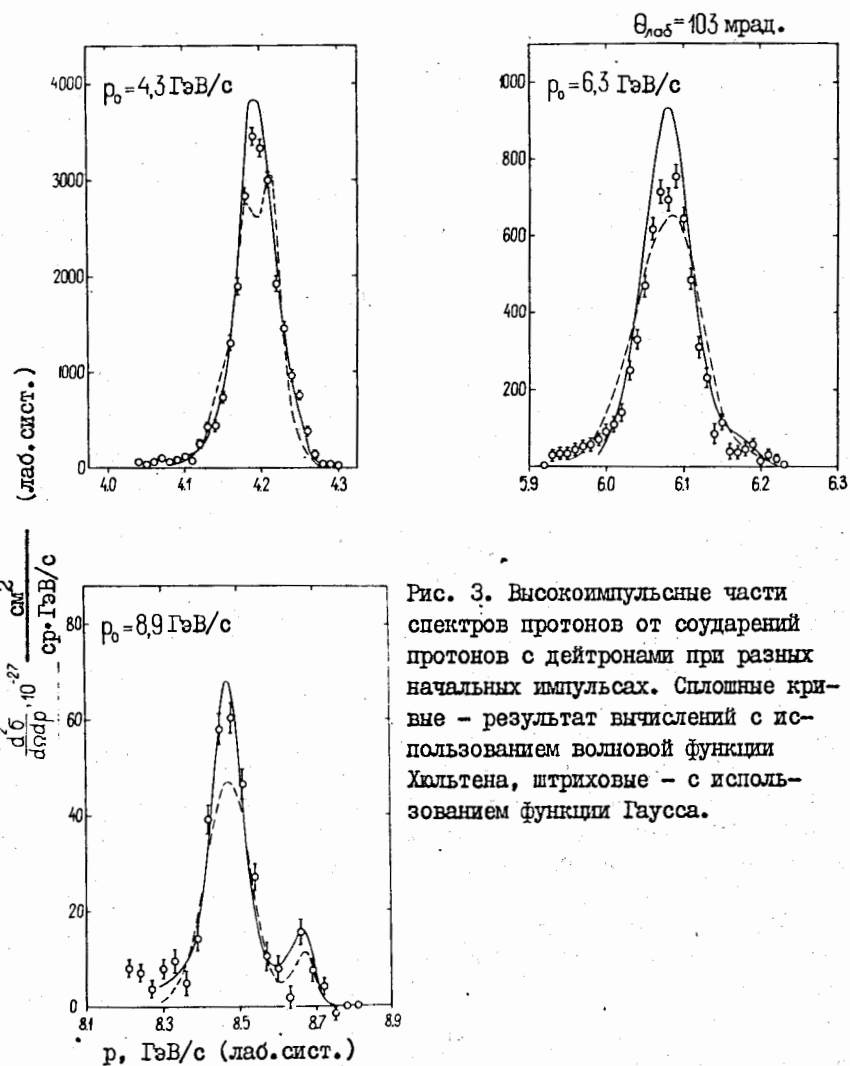 θлаб=103 мрад.
p₀=4,3 ГэВ/с
4000
3000
2000
1000
0
4.0 4.1 4.2 4.3
p₀=6,3 ГэВ/с
1000
800
600
400
200
5.9 6.0 6.1 6.2 6.3
d²σ/dΩdp, 10⁻²⁷ см²/ср·ГэВ/с (лаб.сист.)
p₀=8,9 ГэВ/с
80
60
40
20
0
8.1 8.3 8.5 8.7 8.9
p, ГэВ/с (лаб.сист.)
Рис. 3. Высокоимпульсные части
спектров протонов от соударений
протонов с дейтронами при разных
начальных импульсах. Сплошные кри-
вые - результат вычислений с ис-
пользованием волновой функции
Хюльтена, штриховые - с исполь-
зованием функции Гаусса.